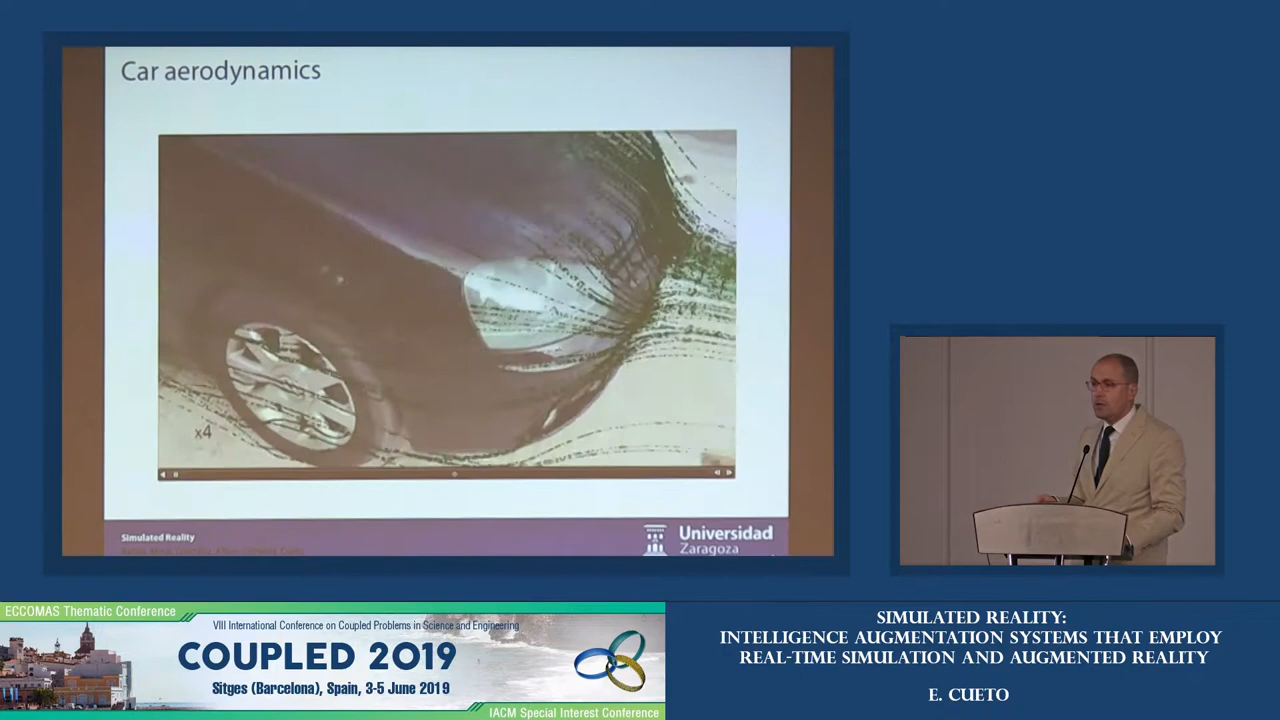 Car aerodynamics
x4
Simulated Reality
Universidad
Zaragoza
ECCOMAS Thematic Conference
VIII International Conference on Coupled Problems in Science and Engineering
COUPLED 2019
Sitges (Barcelona), Spain, 3-5 June 2019
IACM Special Interest Conference
SIMULATED REALITY:
INTELLIGENCE AUGMENTATION SYSTEMS THAT EMPLOY
REAL-TIME SIMULATION AND AUGMENTED REALITY
E. CUETO